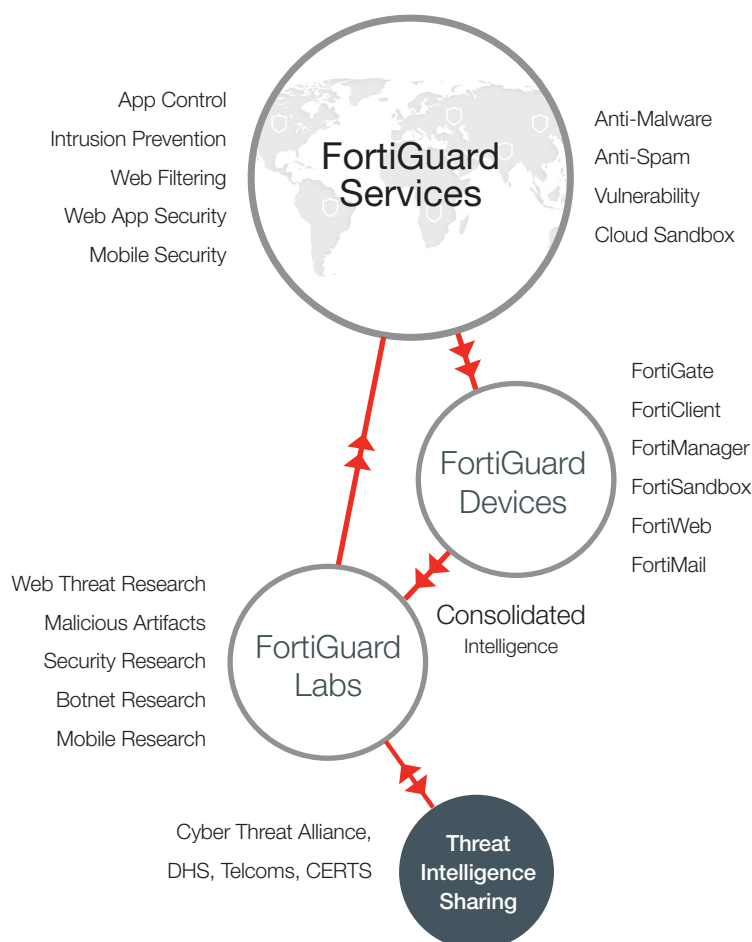 App Control
Intrusion Prevention
Web Filtering
Web App Security
Mobile Security
FortiGuard
Services
Anti-Malware
Anti-Spam
Vulnerability
Cloud Sandbox
FortiGuard
Devices
FortiGate
FortiClient
FortiManager
FortiSandbox
FortiWeb
FortiMail
Consolidated
Intelligence
Web Threat Research
Malicious Artifacts
Security Research
Botnet Research
Mobile Research
FortiGuard
Labs
Cyber Threat Alliance,
DHS, Telcoms, CERTS
Threat
Intelligence
Sharing